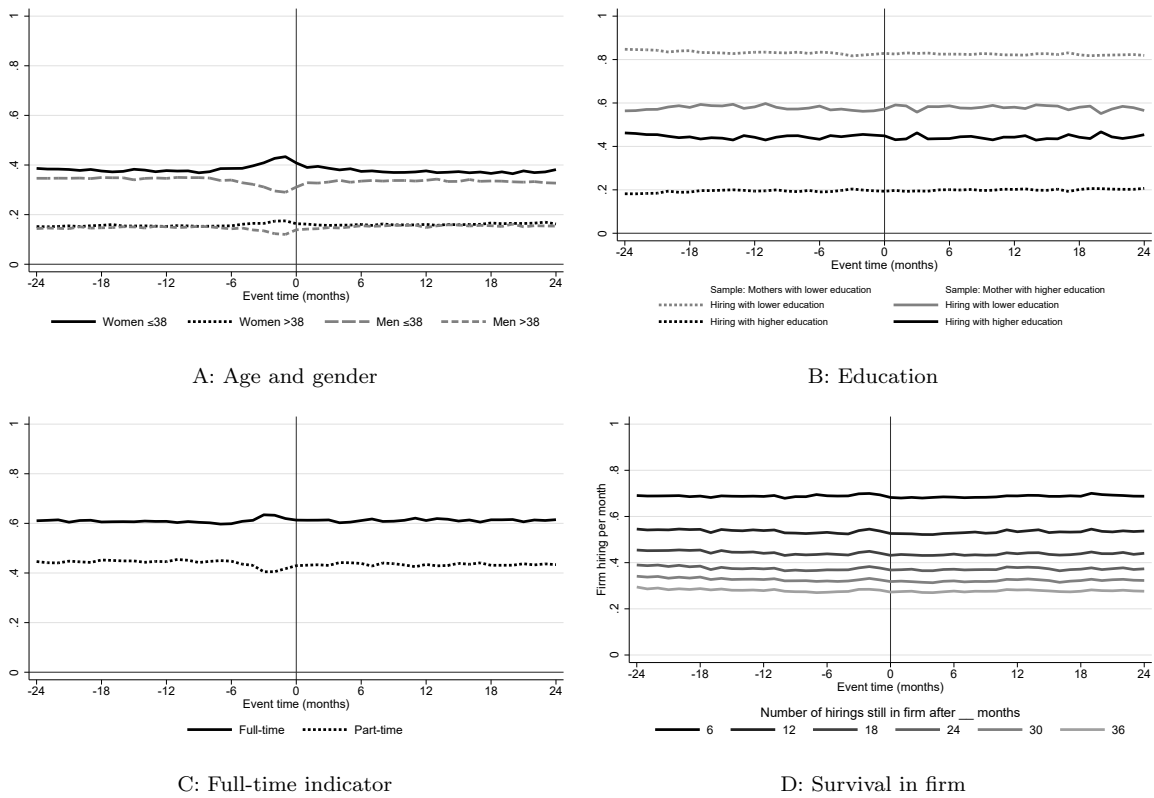 1
.8
.6
.4
.2
0
-24 -18 -12 -6 0 6 12 18 24
Event time (months)
Women ≤38 Women >38 Men ≤38 Men >38
A: Age and gender
1
.8
.6
.4
.2
0
-24 -18 -12 -6 0 6 12 18 24
Event time (months)
Sample: Mothers with lower education Sample: Mother with higher education
Hiring with lower education Hiring with lower education
Hiring with higher education Hiring with higher education
B: Education
1
.8
.6
.4
.2
0
-24 -18 -12 -6 0 6 12 18 24
Event time (months)
Full-time Part-time
C: Full-time indicator
Firm hiring per month
1
.8
.6
.4
.2
0
-24 -18 -12 -6 0 6 12 18 24
Event time (months)
Number of hirings still in firm after __ months
6 12 18 24 30 36
D: Survival in firm